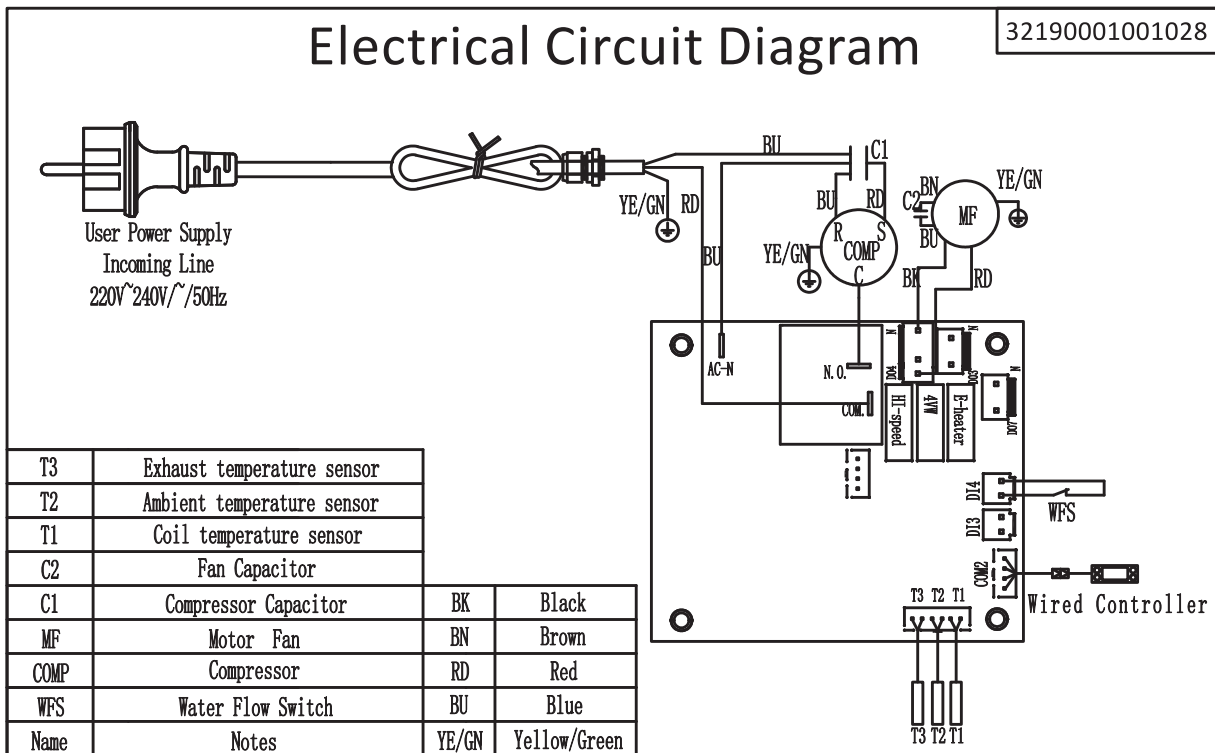 Electrical Circuit Diagram
32190001001028
BU
C1
YE/GN
RD
BU
BU
RD
R
S
COMP
C
YE/GN
BN
C2
BU
MF
YE/GN
BK
RD
User Power Supply
Incoming Line
220V~240V/~/50Hz
AC-N
N.O.
COM.
N
DO4
DO3
N
DO7
HI-speed
4VW
E-heater
DI4
WFS
DI3
COM2
Wired Controller
T3 T2 T1
T3 T2 T1
T3 Exhaust temperature sensor
T2 Ambient temperature sensor
T1 Coil temperature sensor
C2 Fan Capacitor
C1 Compressor Capacitor BK Black
MF Motor Fan BN Brown
COMP Compressor RD Red
WFS Water Flow Switch BU Blue
Name Notes YE/GN Yellow/Green